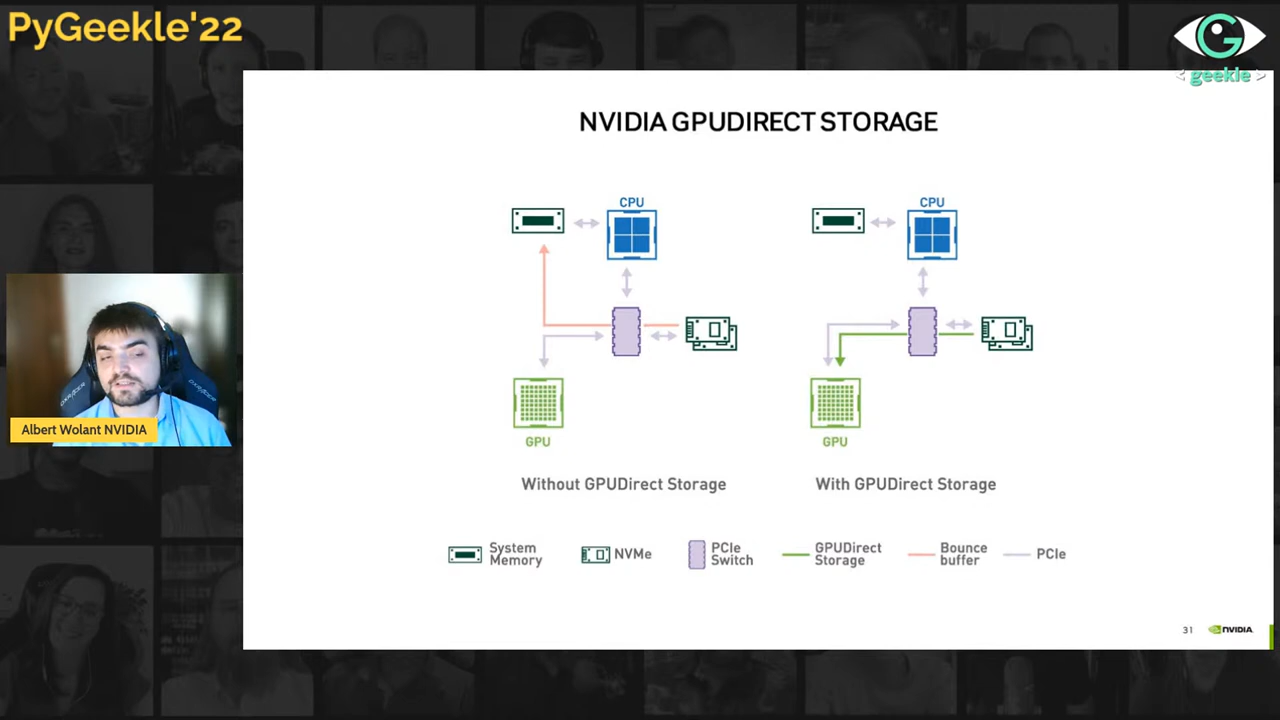 PyGeekle'22
< geekle >
NVIDIA GPUDIRECT STORAGE
CPU
CPU
GPU
GPU
Without GPUDirect Storage
With GPUDirect Storage
System
Memory
NVMe
PCIe
Switch
GPUDirect
Storage
Bounce
buffer
PCIe
Albert Wolant NVIDIA
31
NVIDIA